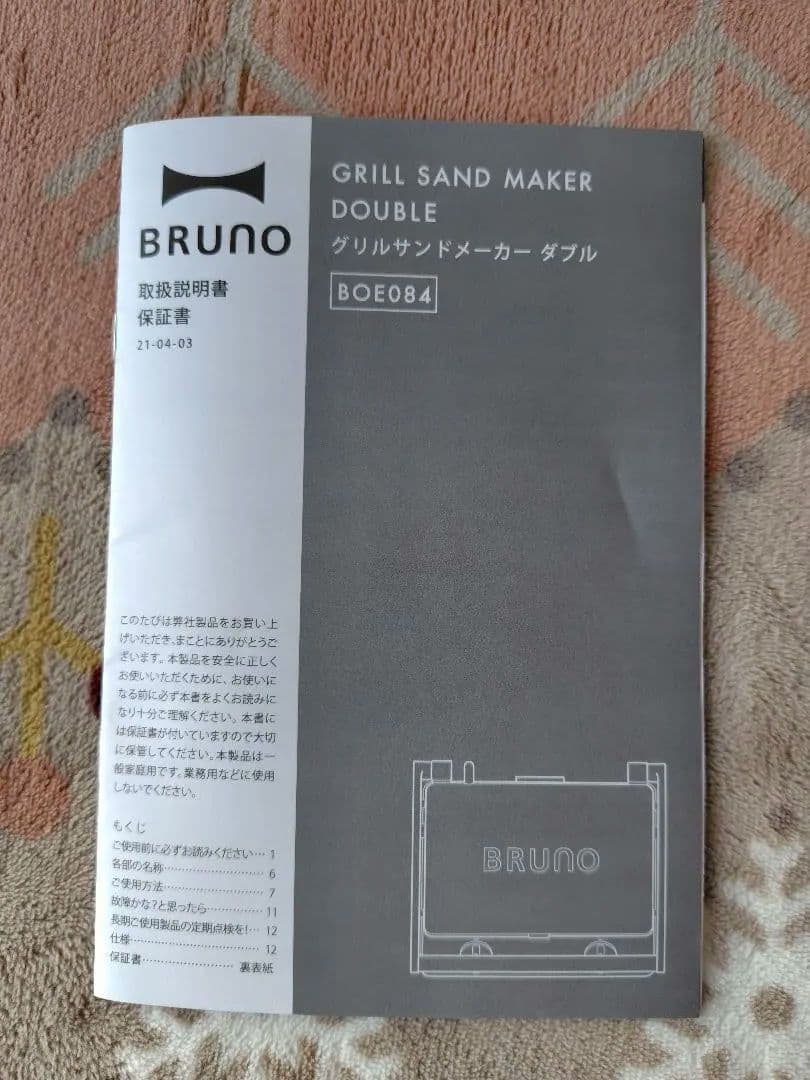 BRUNO
取扱説明書
保証書
21-04-03
GRILL SAND MAKER
DOUBLE
グリルサンドメーカー ダブル
BOE084
このたびは弊社製品をお買い上
げいただき、まことにありがとうご
ざいます。本製品を安全に正しく
お使いいただくために、お使いに
なる前に必ず本書をよくお読みに
なり十分ご理解ください。本書に
は保証書が付いていますので大切
に保管してください。本製品は一
般家庭用です。業務用などに使用
しないでください。
もくじ
ご使用前に必ずお読みください… 1
各部の名称…………………… 6
ご使用方法…………………… 7
故障かな?と思ったら………… 11
長期ご使用製品の定期点検を!… 12
仕様………………………… 12
保証書…………………… 裏表紙
BRUNO